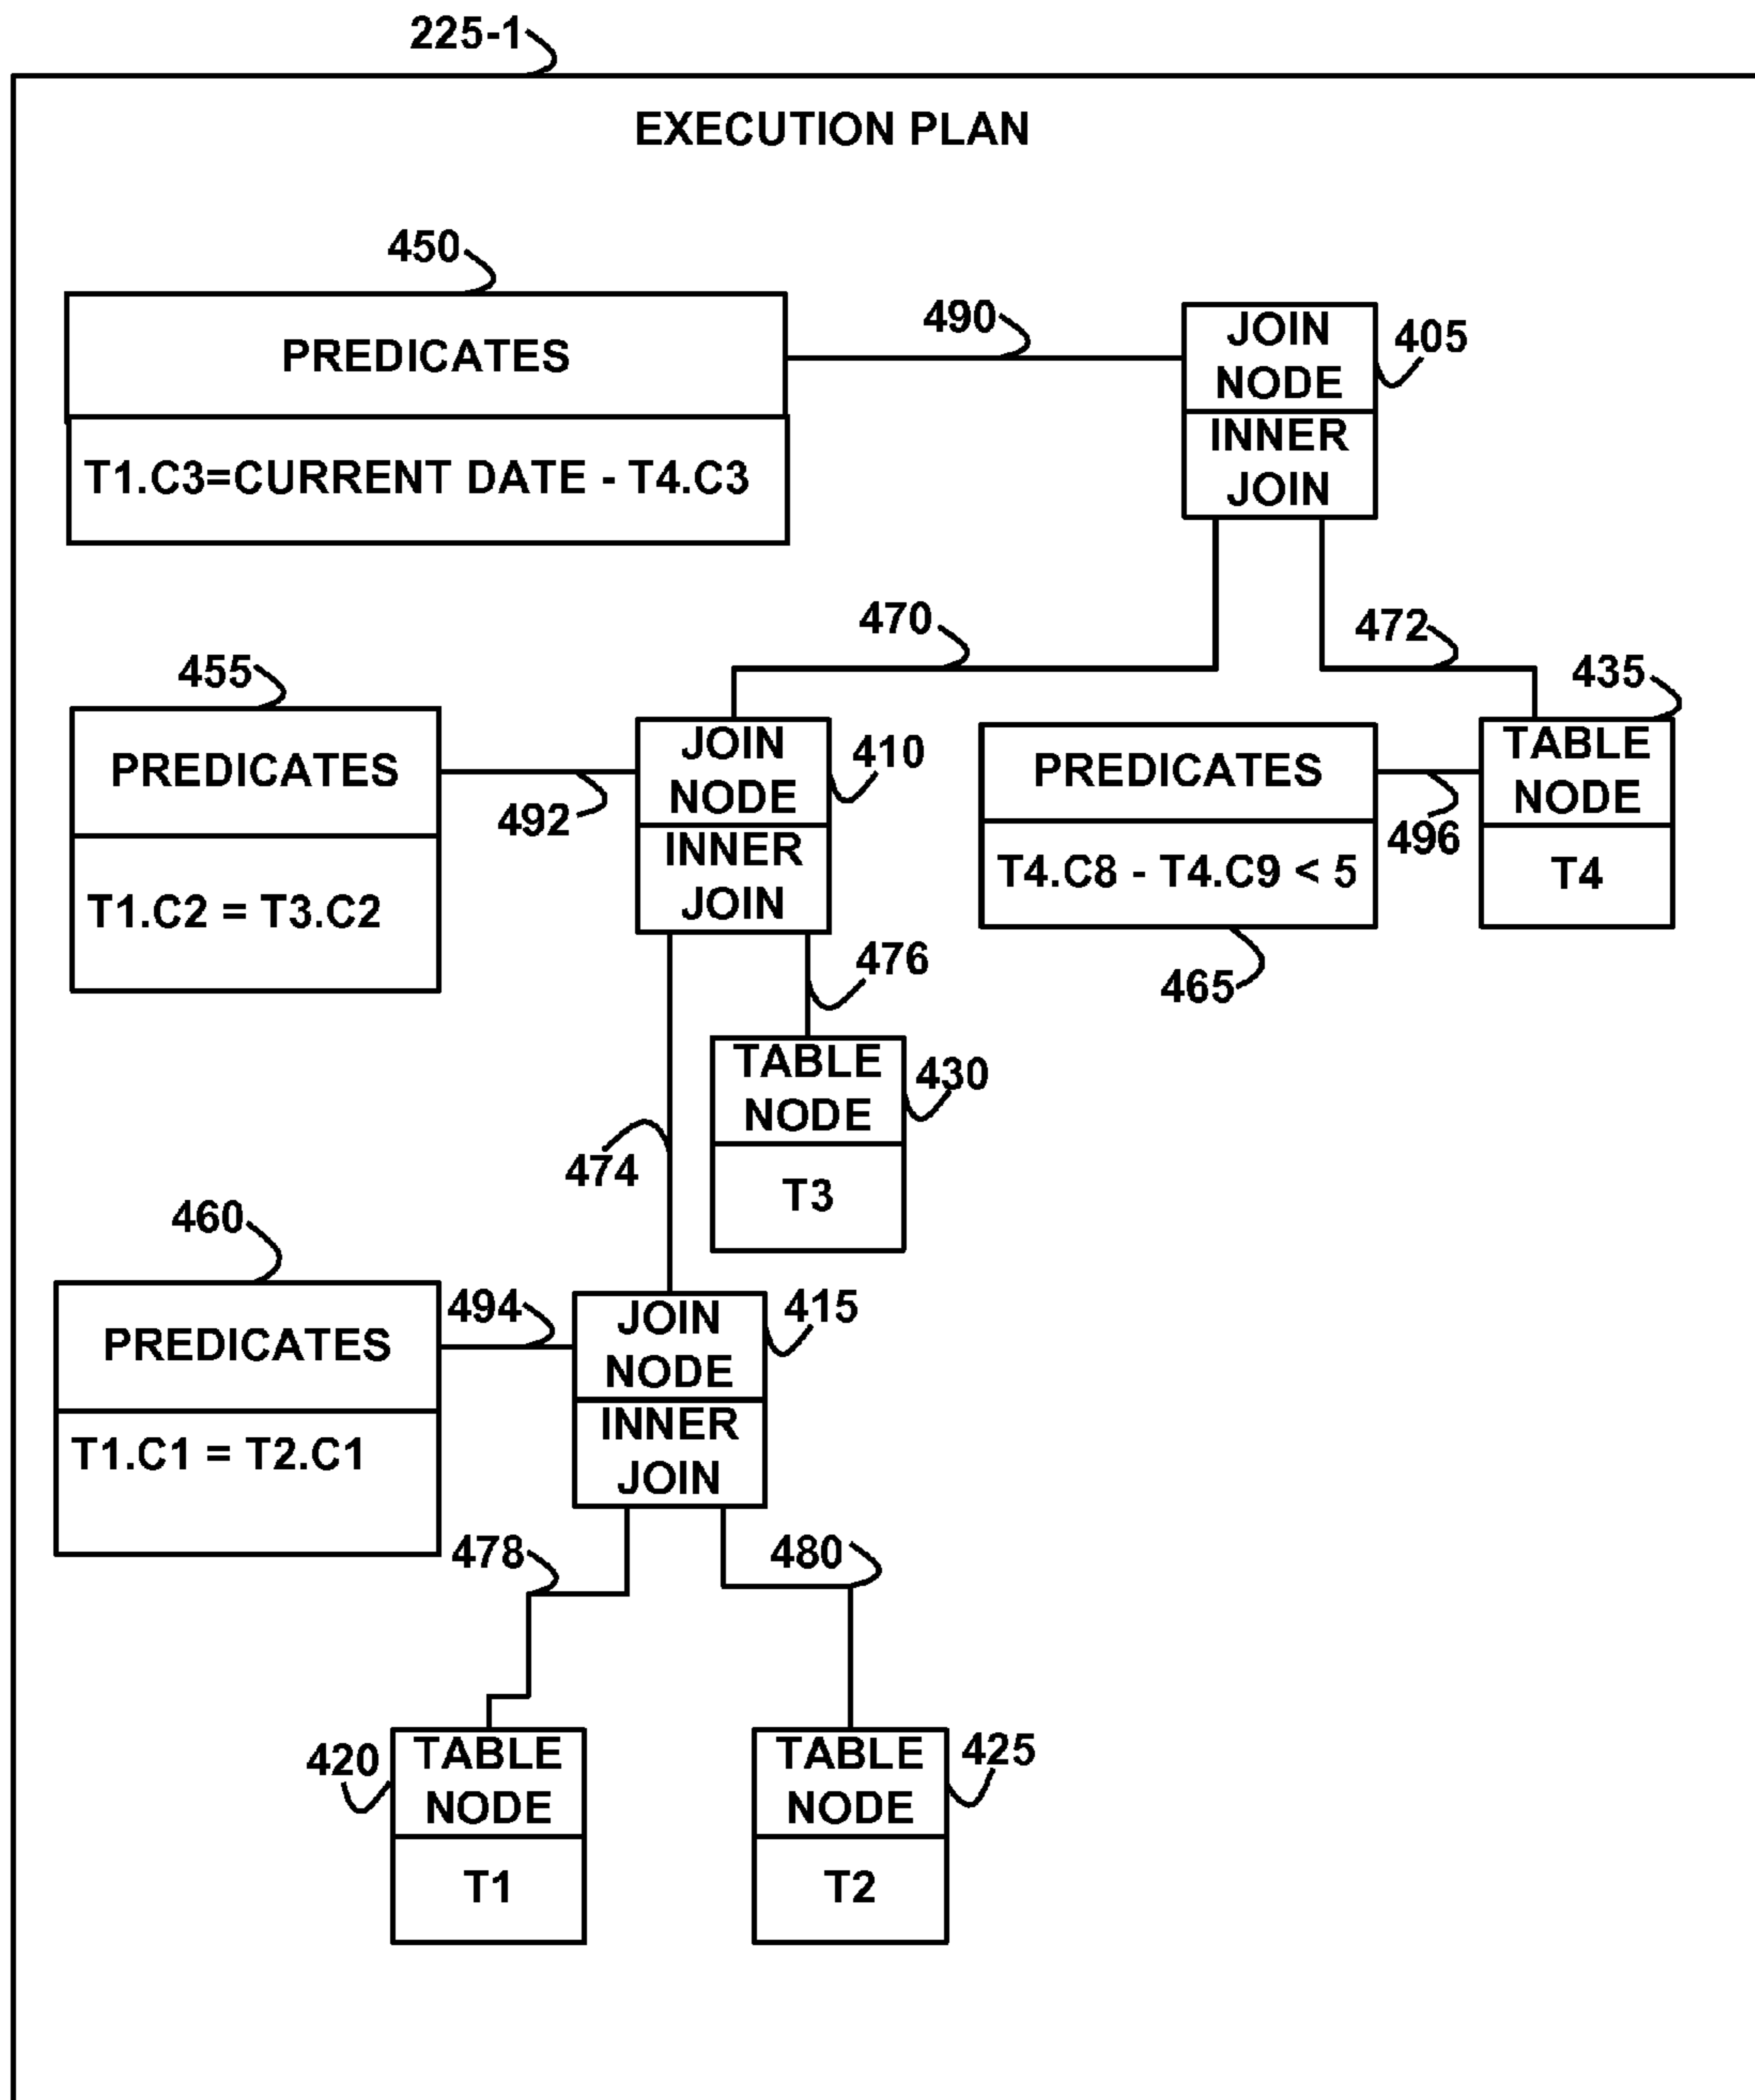 225-1
EXECUTION PLAN
450
PREDICATES
T1.C3=CURRENT DATE - T4.C3
490
JOIN
NODE
INNER
JOIN
405
470
472
455
PREDICATES
T1.C2 = T3.C2
492
JOIN
NODE
INNER
JOIN
410
PREDICATES
T4.C8 - T4.C9 < 5
465
496
435
TABLE
NODE
T4
476
474
TABLE
NODE
T3
430
460
PREDICATES
T1.C1 = T2.C1
494
JOIN
NODE
INNER
JOIN
415
478
480
420
TABLE
NODE
T1
TABLE
NODE
T2
425